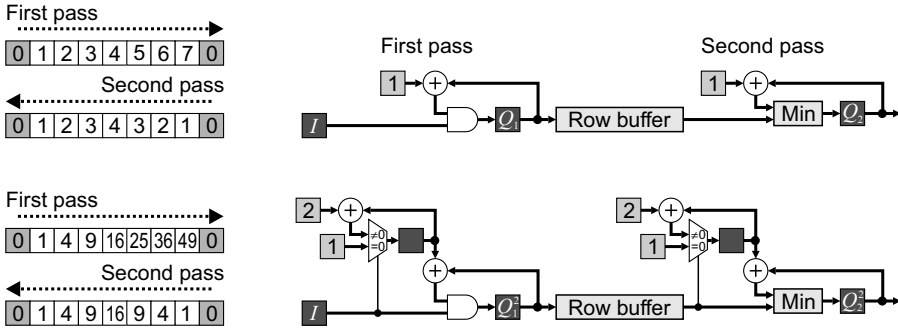 First pass
0 1 2 3 4 5 6 7 0
Second pass
0 1 2 3 4 3 2 1 0
First pass
Second pass
1 + 1 +
I Q₁ Row buffer Min Q₂
First pass
0 1 4 9 16 25 36 49 0
Second pass
0 1 4 9 16 9 4 1 0
2 + 2 +
1 ≠0 1 ≠0
=0 =0
+ +
I Q₁² Row buffer Min Q₂²